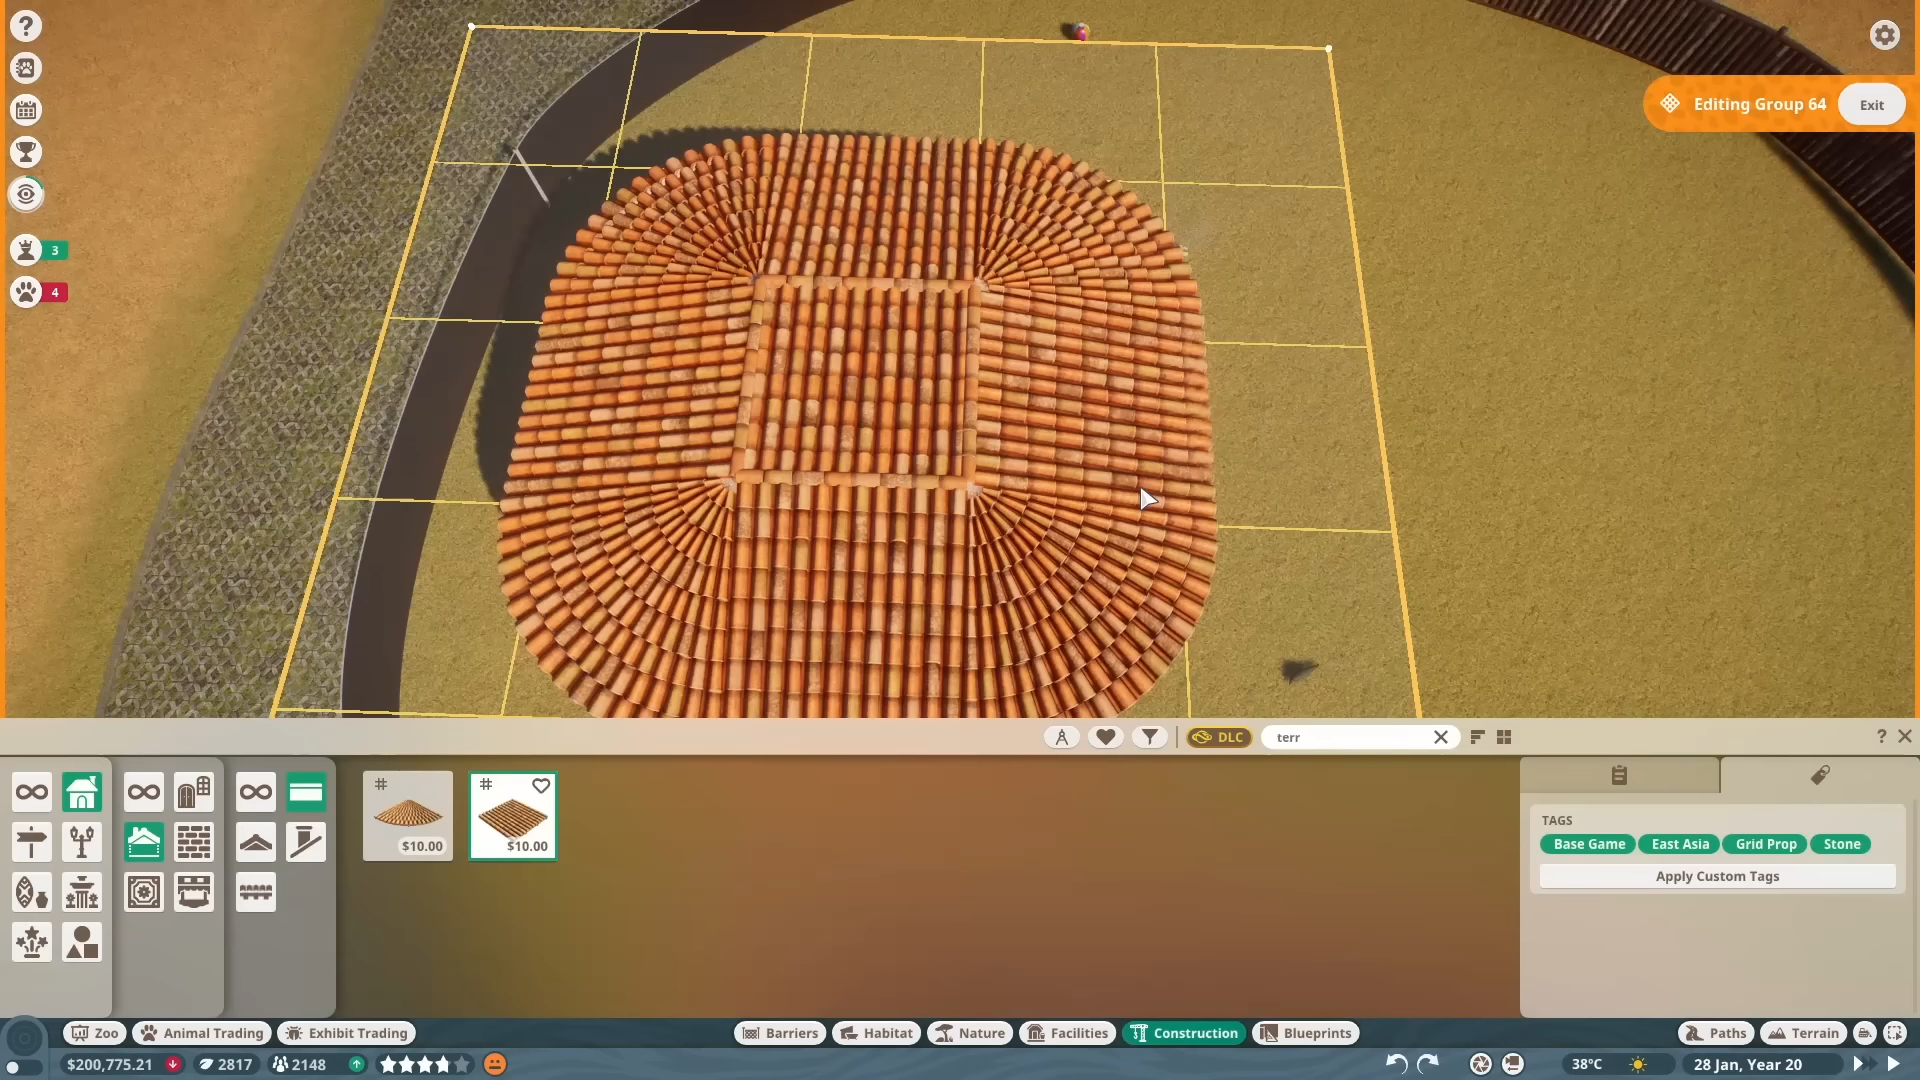 ?
Editing Group 64
Exit
3
4
DLC
terr
?
#
$10.00
#
$10.00
TAGS
Base Game
East Asia
Grid Prop
Stone
Apply Custom Tags
Zoo
Animal Trading
Exhibit Trading
Barriers
Habitat
Nature
Facilities
Construction
Blueprints
Paths
Terrain
$200,775.21
2817
2148
38°C
28 Jan, Year 20